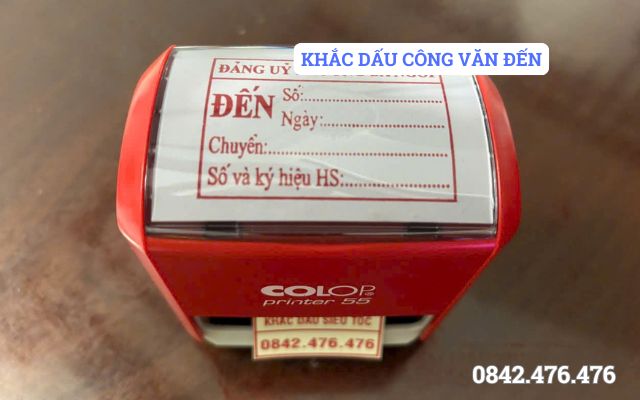 KHẮC DẤU CÔNG VĂN ĐẾN
ĐẢNG UỶ
ĐẾN Số:
Ngày:
Chuyển:
Số và ký hiệu HS:
COLOP®
printer 55
KHẮC DẤU SIÊU TỐC
0842.476.476
0842.476.476